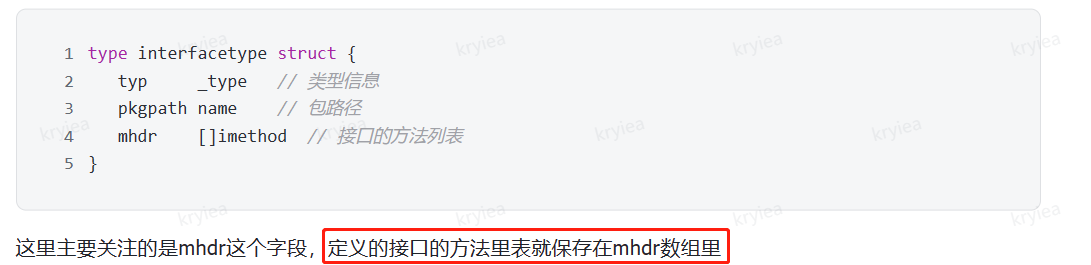 1 type interfacetype struct {
2 typ _type // 类型信息
3 pkgpath name // 包路径
4 mhdr []imethod // 接口的方法列表
5 }
这里主要关注的是mhdr这个字段，定义的接口的方法里表就保存在mhdr数组里
kryiea
kryiea
kryiea
kryiea
kryiea
kryiea
kryiea
kryiea
kryiea
kryiea
kryiea